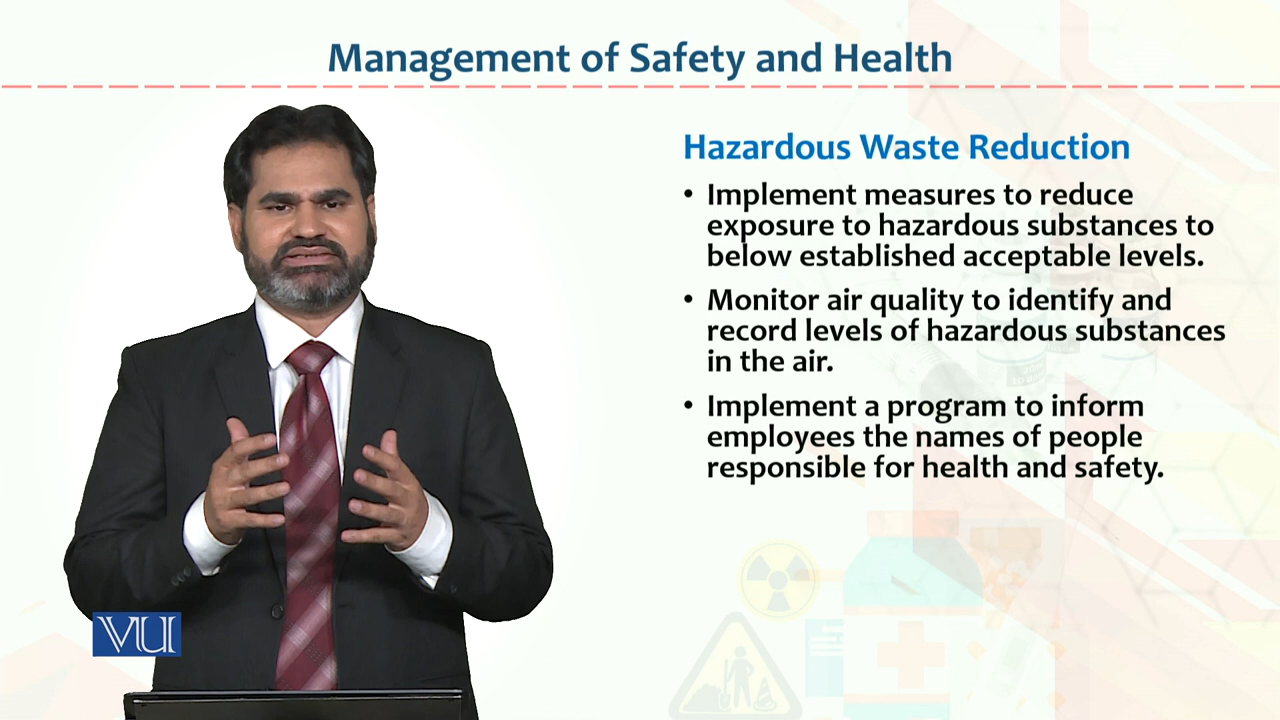 Management of Safety and Health
Hazardous Waste Reduction
• Implement measures to reduce
exposure to hazardous substances to
below established acceptable levels.
• Monitor air quality to identify and
record levels of hazardous substances
in the air.
• Implement a program to inform
employees the names of people
responsible for health and safety.
VU